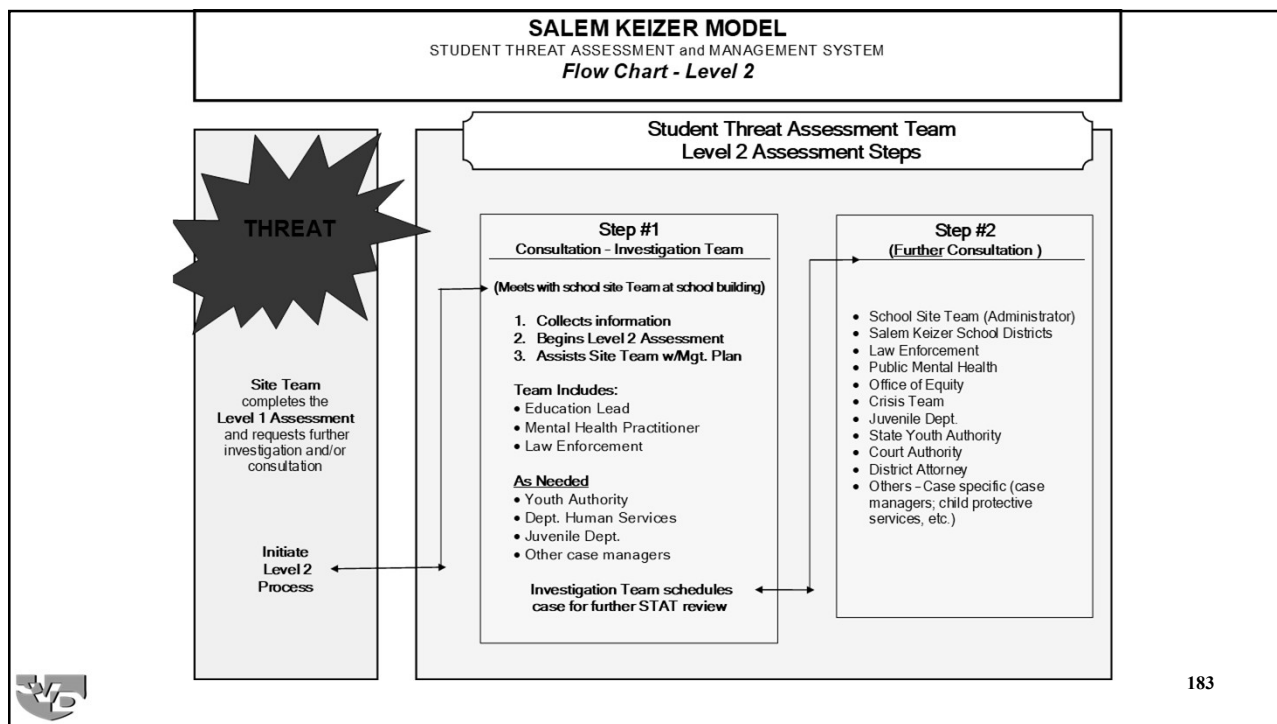 SALEM KEIZER MODEL
STUDENT THREAT ASSESSMENT and MANAGEMENT SYSTEM
Flow Chart - Level 2
THREAT
Site Team
completes the
Level 1 Assessment
and requests further
investigation and/or
consultation
Initiate
Level 2
Process
Student Threat Assessment Team
Level 2 Assessment Steps
Step #1
Consultation – Investigation Team
(Meets with school site Team at school building)
1. Collects information
2. Begins Level 2 Assessment
3. Assists Site Team w/Mgt. Plan
Team Includes:
• Education Lead
• Mental Health Practitioner
• Law Enforcement
As Needed
• Youth Authority
• Dept. Human Services
• Juvenile Dept.
• Other case managers
Investigation Team schedules
case for further STAT review
Step #2
(Further Consultation )
• School Site Team (Administrator)
• Salem Keizer School Districts
• Law Enforcement
• Public Mental Health
• Office of Equity
• Crisis Team
• Juvenile Dept.
• State Youth Authority
• Court Authority
• District Attorney
• Others – Case specific (case
managers; child protective
services, etc.)
183